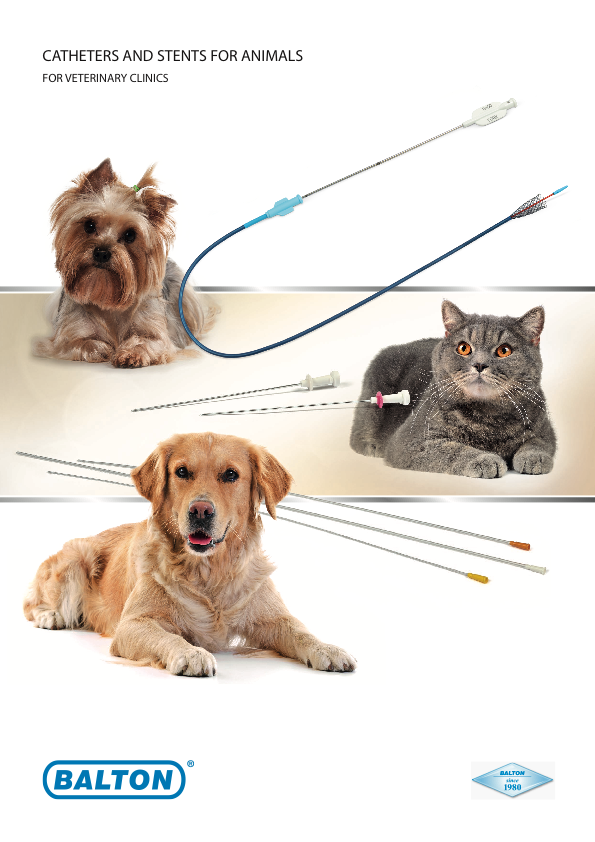 CATHETERS AND STENTS FOR ANIMALS
FOR VETERINARY CLINICS
BALTON®
BALTON
since
1980